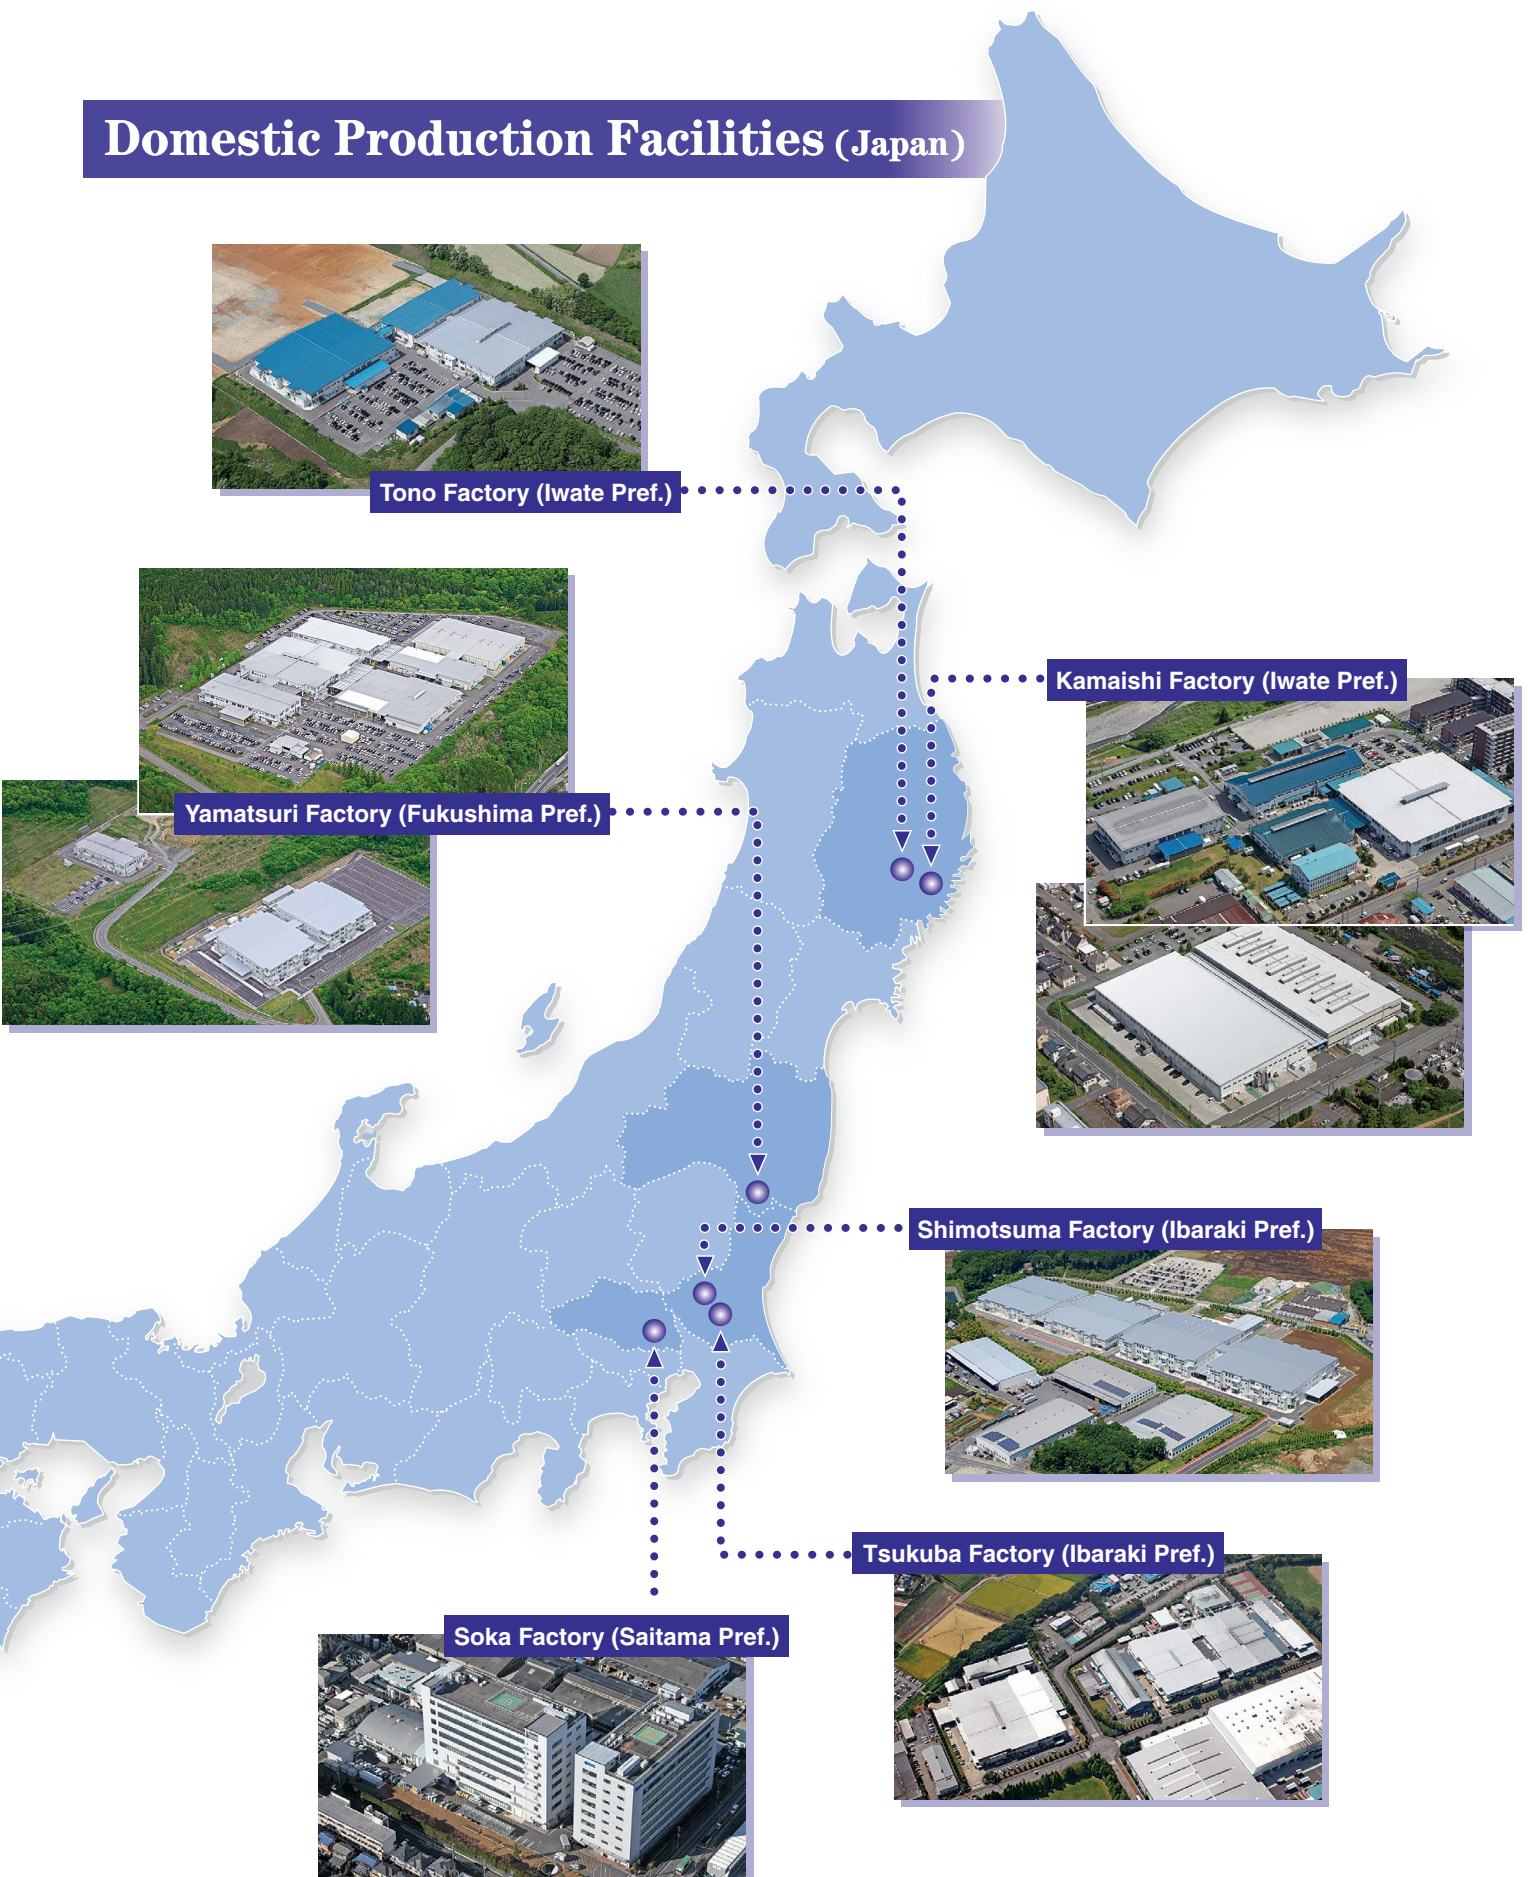 Domestic Production Facilities (Japan)
Tono Factory (Iwate Pref.)
Kamaishi Factory (Iwate Pref.)
Yamatsuri Factory (Fukushima Pref.)
Shimotsuma Factory (Ibaraki Pref.)
Tsukuba Factory (Ibaraki Pref.)
Soka Factory (Saitama Pref.)